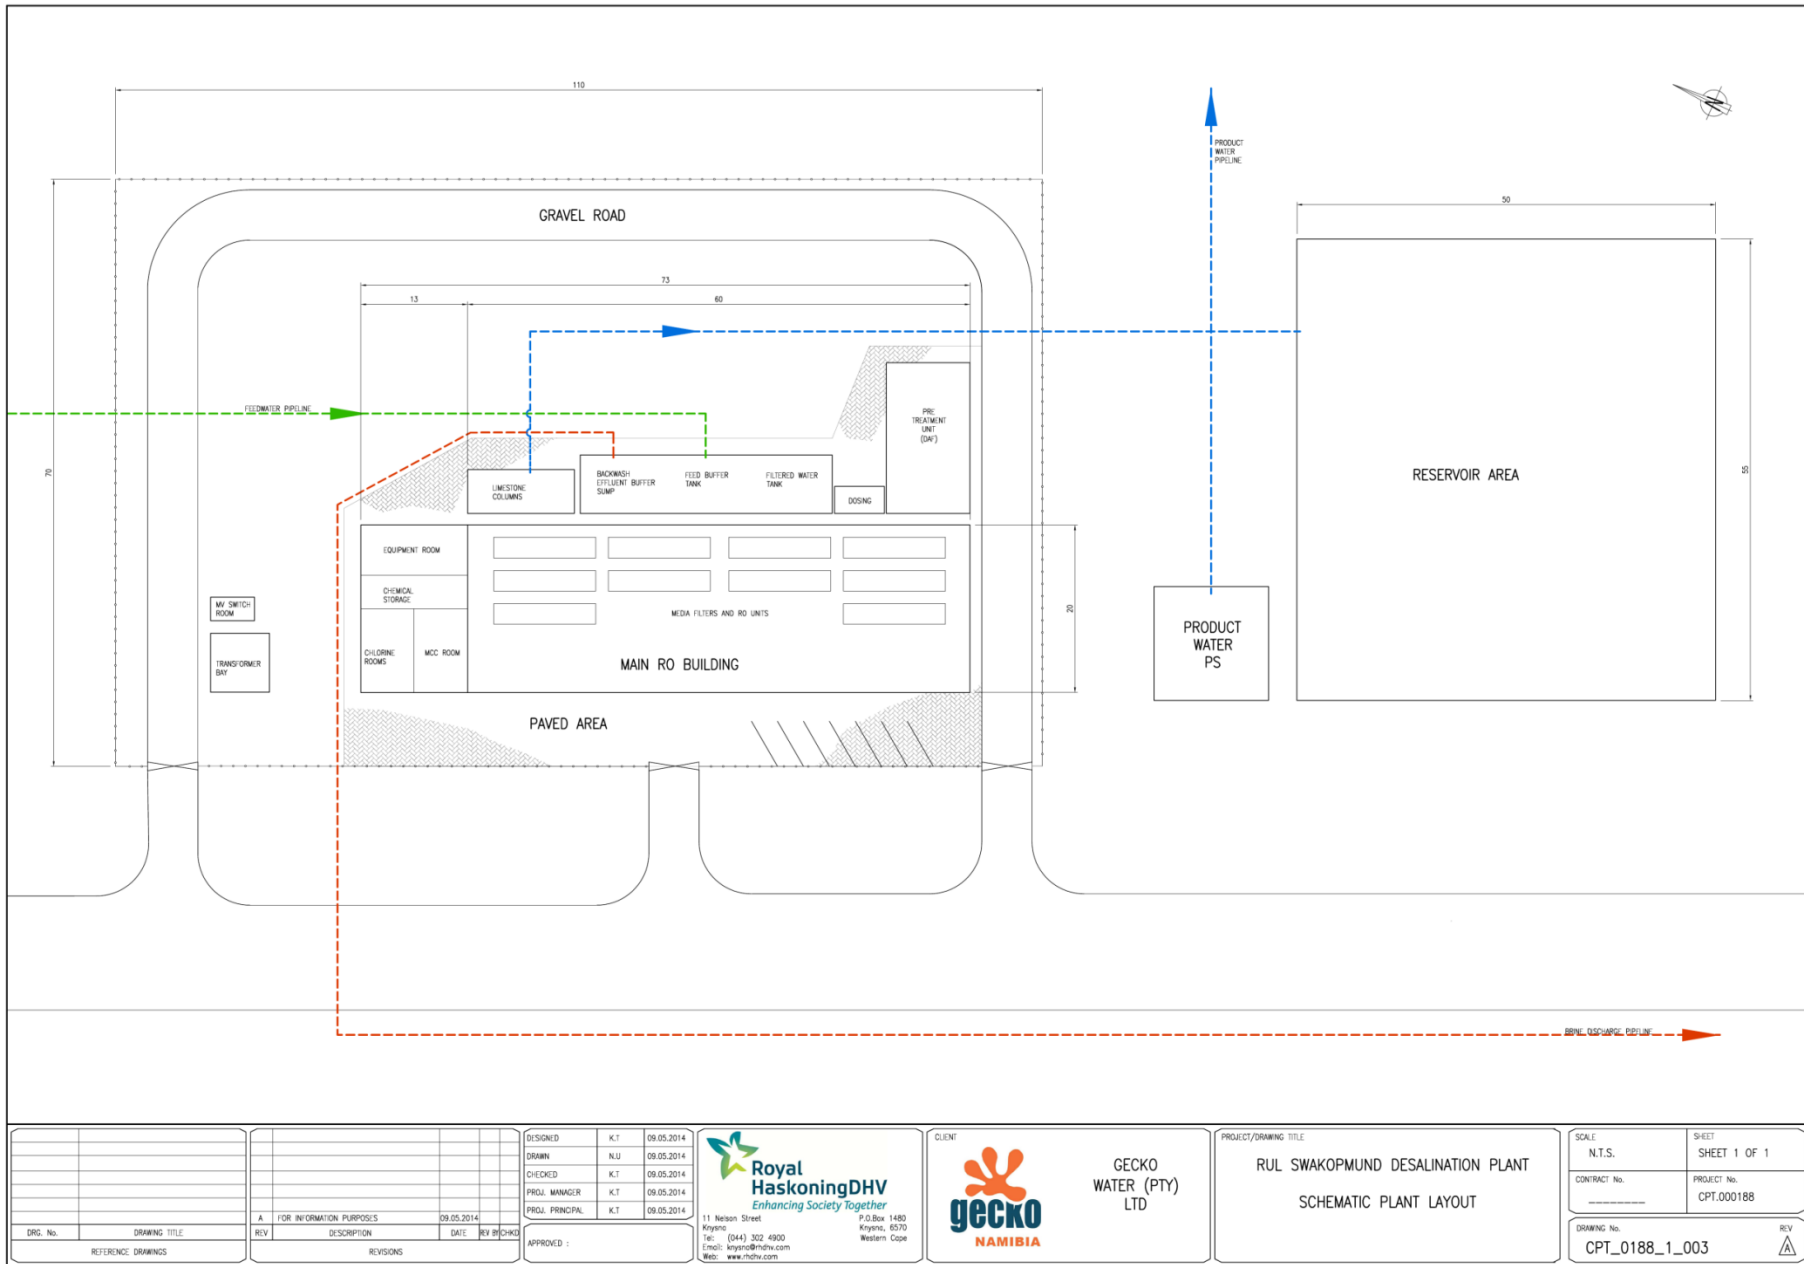 110
PRODUCT
WATER
PIPELINE
50
GRAVEL ROAD
73
13
60
FEEDWATER PIPELINE
PRE
TREATMENT
UNIT
(DAF)
70
RESERVOIR AREA
55
LIMESTONE
COLUMNS
BACKWASH
EFFLUENT BUFFER
SUMP
FEED BUFFER
TANK
FILTERED WATER
TANK
DOSING
EQUIPMENT ROOM
CHEMICAL
STORAGE
MV SWITCH
ROOM
MEDIA FILTERS AND RO UNITS
20
PRODUCT
WATER
PS
TRANSFORMER
BAY
CHLORINE
ROOMS
MCC ROOM
MAIN RO BUILDING
PAVED AREA
BRINE DISCHARGE PIPELINE
DRG. No.
DRAWING TITLE
REFERENCE DRAWINGS
A FOR INFORMATION PURPOSES 09.05.2014
REV DESCRIPTION DATE REV BY CHKD
REVISIONS
DESIGNED K.T 09.05.2014
DRAWN N.U 09.05.2014
CHECKED K.T 09.05.2014
PROJ. MANAGER K.T 09.05.2014
PROJ. PRINCIPAL K.T 09.05.2014
APPROVED :
Royal
HaskoningDHV
Enhancing Society Together
11 Nelson Street
Knysna
Tel: (044) 302 4900
Email: knysna@rhdhv.com
Web: www.rhdhv.com
P.O.Box 1480
Knysna, 6570
Western Cape
CLIENT
gecko
NAMIBIA
GECKO
WATER (PTY)
LTD
PROJECT/DRAWING TITLE
RUL SWAKOPMUND DESALINATION PLANT
SCHEMATIC PLANT LAYOUT
SCALE
N.T.S.
SHEET
SHEET 1 OF 1
CONTRACT No.
PROJECT No.
CPT.000188
DRAWING No.
CPT_0188_1_003
REV
A